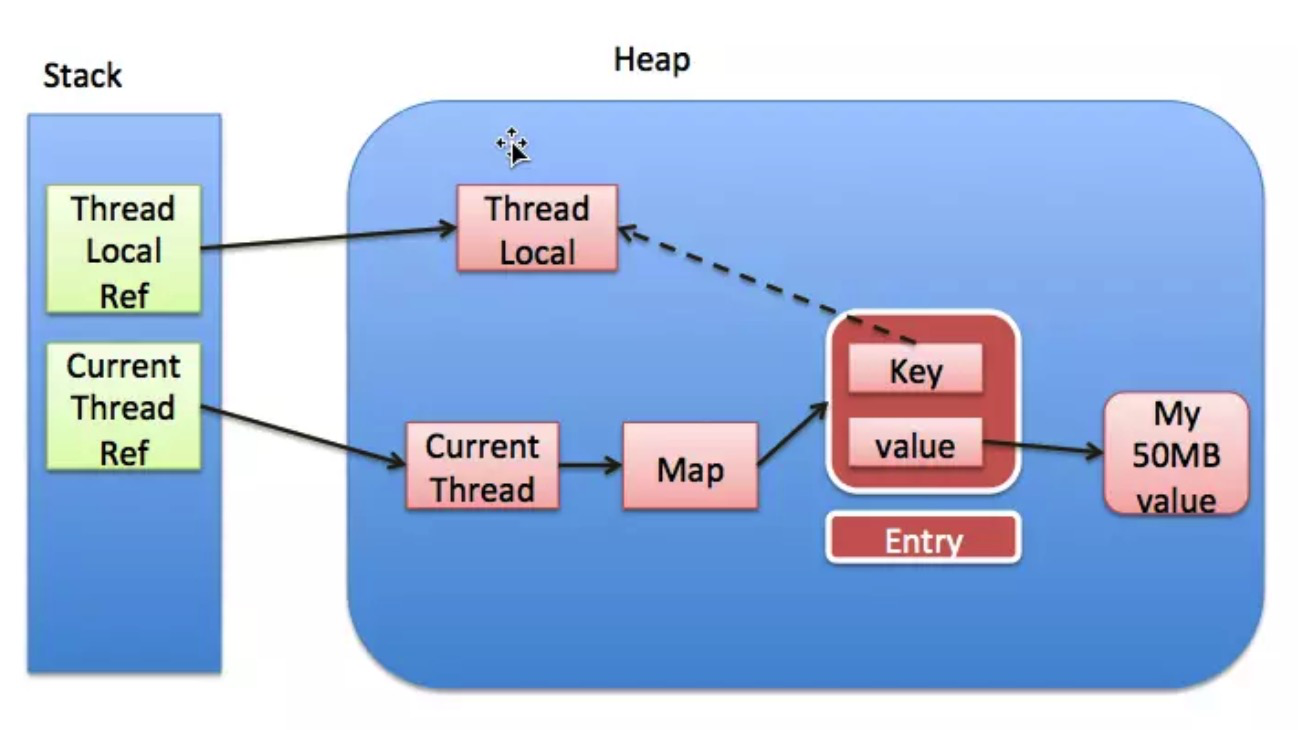 Stack
Heap
Thread
Local
Ref
Thread
Local
Current
Thread
Ref
Current
Thread
Map
Key
value
My
50MB
value
Entry